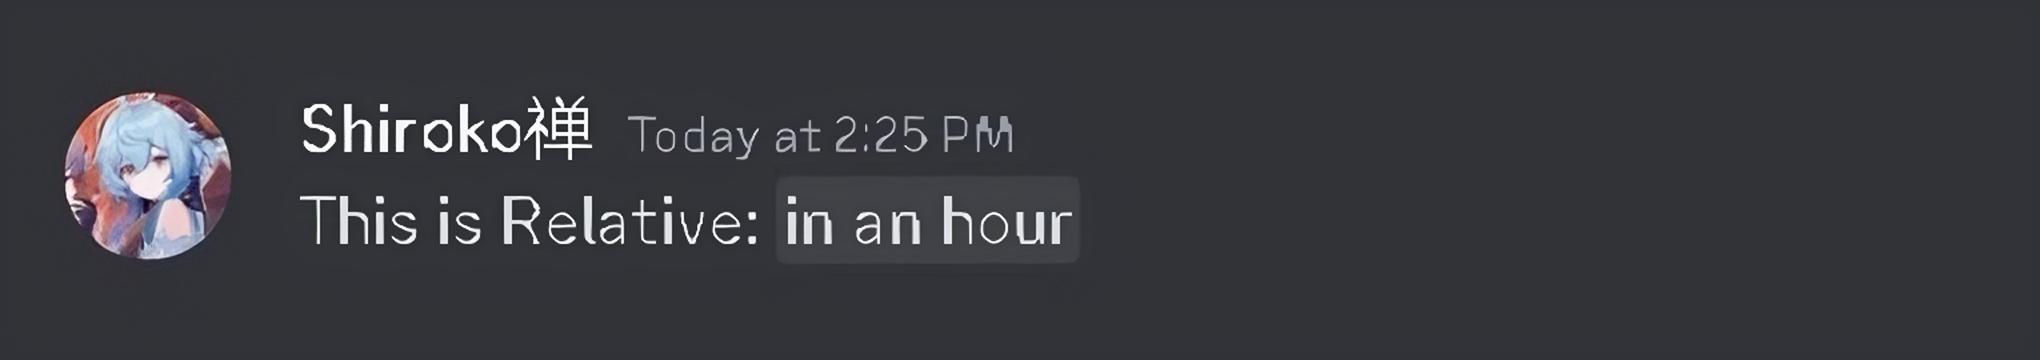 Shiroko禅 Today at 2:25 PM
This is Relative: in an hour